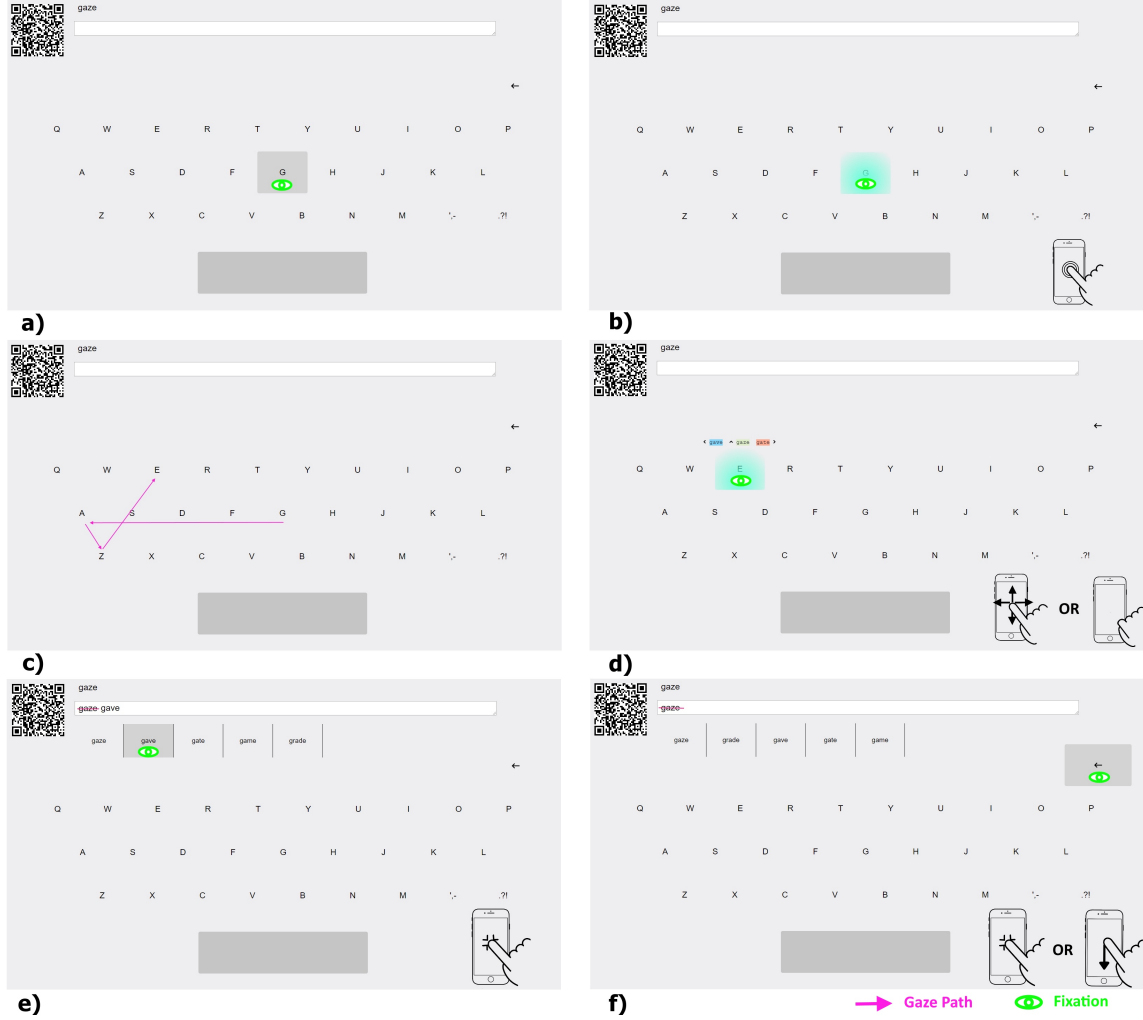 gaze
←
Q W E R T Y U I O P
A S D F G H J K L
Z X C V B N M ',- .?!
a)
gaze
←
Q W E R T Y U I O P
A S D F G H J K L
Z X C V B N M ',- .?!
b)
gaze
←
Q W E R T Y U I O P
A S D F G H J K L
Z X C V B N M ',- .?!
c)
gaze
←
< gave ^ gaze gate >
Q W E R T Y U I O P
A S D F G H J K L
Z X C V B N M ',- .?!
OR
d)
gaze
gaze gave
gaze gave gate game grade
←
Q W E R T Y U I O P
A S D F G H J K L
Z X C V B N M ',- .?!
e)
gaze
gaze
gaze grade gave gate game
←
Q W E R T Y U I O P
A S D F G H J K L
Z X C V B N M ',- .?!
OR
f)
Gaze Path Fixation